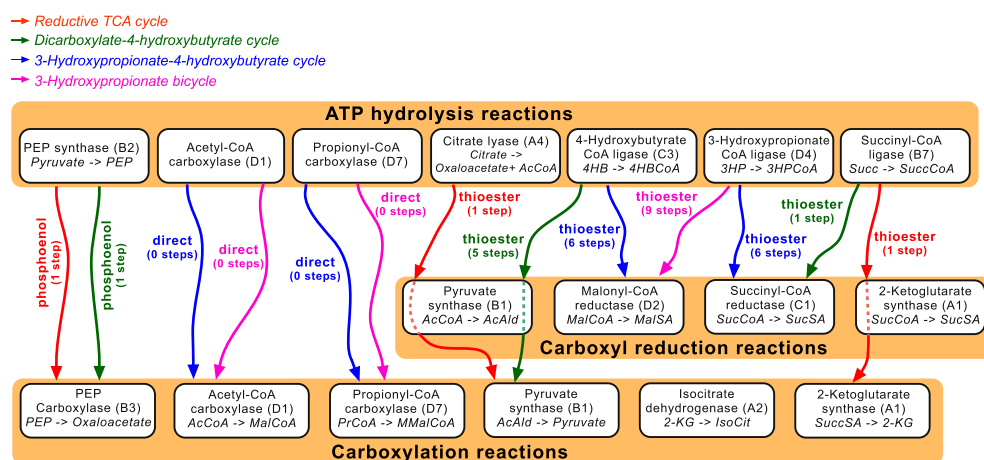 Reductive TCA cycle
Dicarboxylate-4-hydroxybutyrate cycle
3-Hydroxypropionate-4-hydroxybutyrate cycle
3-Hydroxypropionate bicycle
ATP hydrolysis reactions
PEP synthase (B2)
Pyruvate -> PEP
Acetyl-CoA
carboxylase (D1)
Propionyl-CoA
carboxylase (D7)
Citrate lyase (A4)
Citrate ->
Oxaloacetate+ AcCoA
4-Hydroxybutyrate
CoA ligase (C3)
4HB -> 4HBCoA
3-Hydroxypropionate
CoA ligase (D4)
3HP -> 3HPCoA
Succinyl-CoA
ligase (B7)
Succ -> SuccCoA
phosphoenol
(1 step)
phosphoenol
(1 step)
direct
(0 steps)
direct
(0 steps)
direct
(0 steps)
direct
(0 steps)
thioester
(1 step)
thioester
(5 steps)
thioester
(6 steps)
thioester
(9 steps)
thioester
(6 steps)
thioester
(1 step)
thioester
(1 step)
Pyruvate
synthase (B1)
AcCoA -> AcAld
Malonyl-CoA
reductase (D2)
MalCoA -> MalSA
Succinyl-CoA
reductase (C1)
SucCoA -> SucSA
2-Ketoglutarate
synthase (A1)
SucCoA -> SucSA
Carboxyl reduction reactions
PEP
Carboxylase (B3)
PEP -> Oxaloacetate
Acetyl-CoA
carboxylase (D1)
AcCoA -> MalCoA
Propionyl-CoA
carboxylase (D7)
PrCoA -> MMalCoA
Pyruvate
synthase (B1)
AcAld -> Pyruvate
Isocitrate
dehydrogenase (A2)
2-KG -> IsoCit
2-Ketoglutarate
synthase (A1)
SuccSA -> 2-KG
Carboxylation reactions